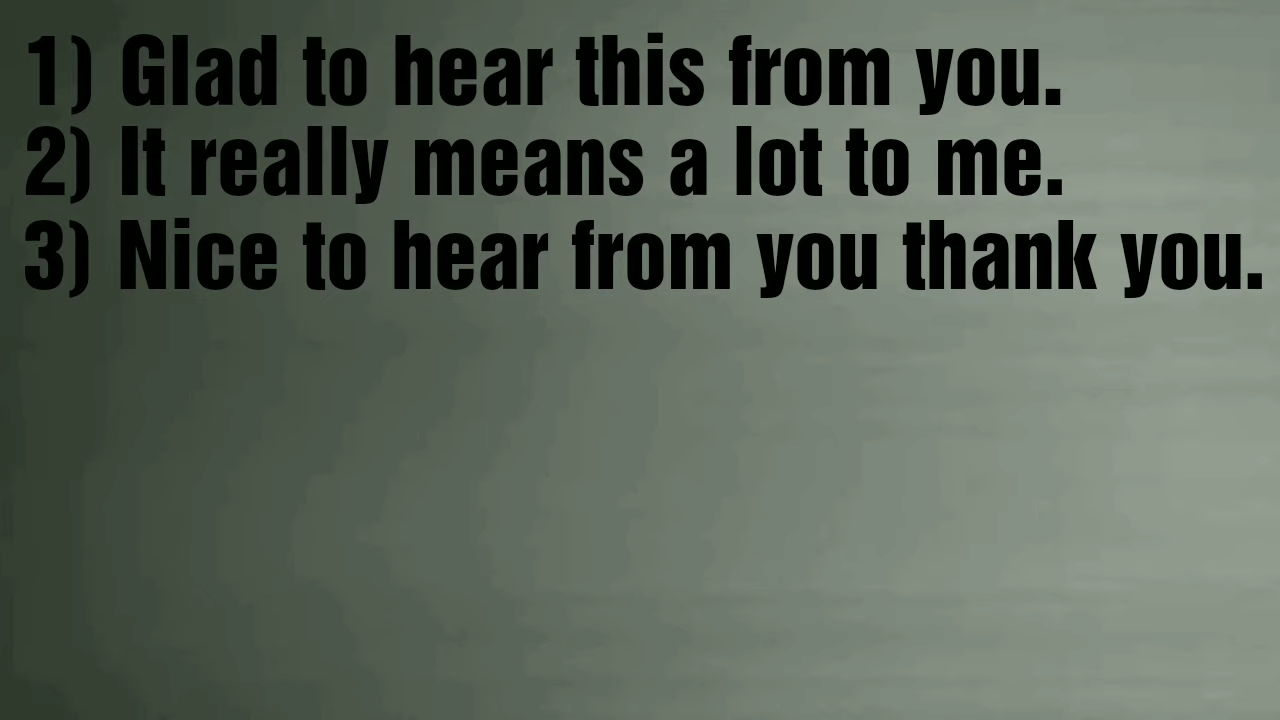 1) Glad to hear this from you.
2) It really means a lot to me.
3) Nice to hear from you thank you.